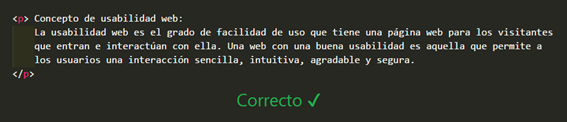 <p> Concepto de usabilidad web:
La usabilidad web es el grado de facilidad de uso que tiene una página web para los visitantes
que entran e interactúan con ella. Una web con una buena usabilidad es aquella que permite a
los usuarios una interacción sencilla, intuitiva, agradable y segura.
</p>
Correcto ✓